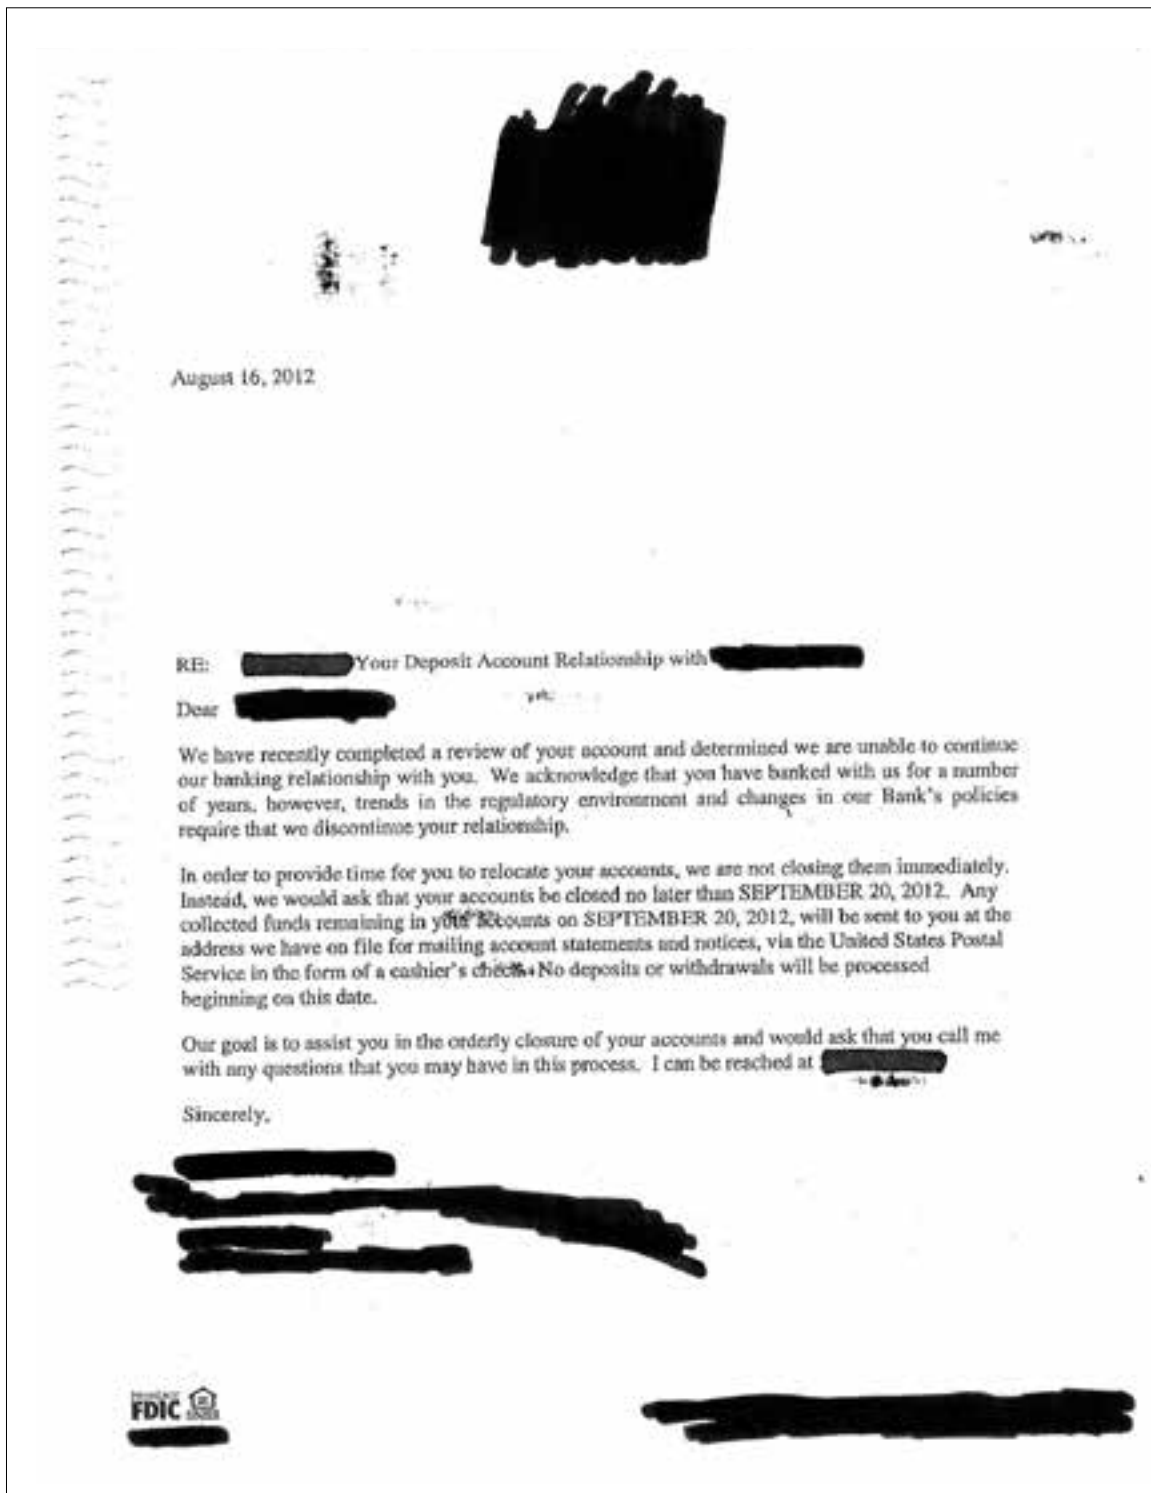 August 16, 2012
RE: Your Deposit Account Relationship with
Dear
We have recently completed a review of your account and determined we are unable to continue
our banking relationship with you. We acknowledge that you have banked with us for a number
of years, however, trends in the regulatory environment and changes in our Bank's policies
require that we discontinue your relationship.
In order to provide time for you to relocate your accounts, we are not closing them immediately.
Instead, we would ask that your accounts be closed no later than SEPTEMBER 20, 2012. Any
collected funds remaining in your accounts on SEPTEMBER 20, 2012, will be sent to you at the
address we have on file for mailing account statements and notices, via the United States Postal
Service in the form of a cashier's check. No deposits or withdrawals will be processed
beginning on this date.
Our goal is to assist you in the orderly closure of your accounts and would ask that you call me
with any questions that you may have in this process. I can be reached at
Sincerely,
FDIC